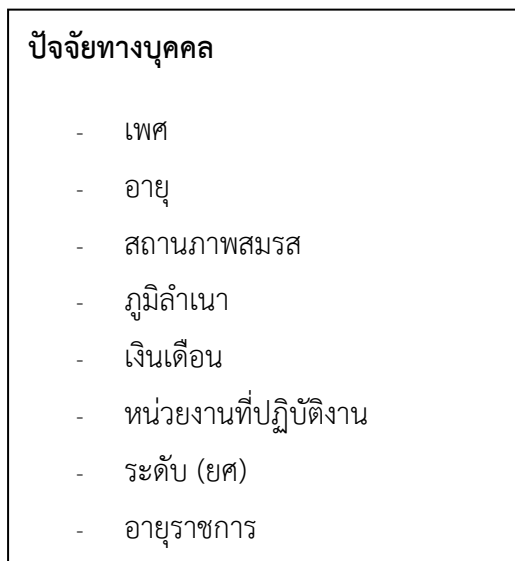 ปัจจัยทางบุคคล
- เพศ
- อายุ
- สถานภาพสมรส
- ภูมิลำเนา
- เงินเดือน
- หน่วยงานที่ปฏิบัติงาน
- ระดับ (ยศ)
- อายุราชการ